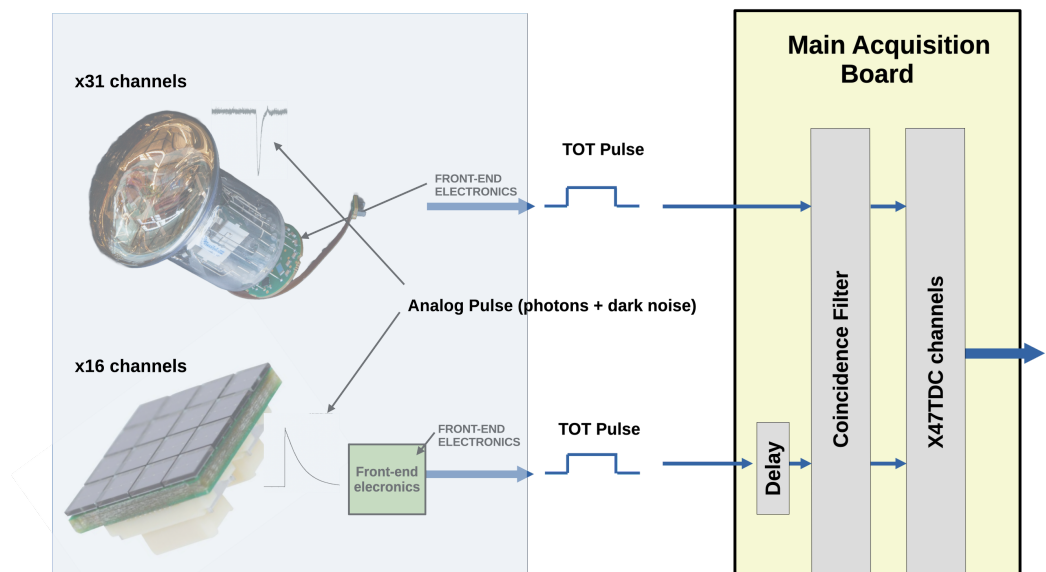 Main Acquisition
Board
x31 channels
TOT Pulse
FRONT-END
ELECTRONICS
Analog Pulse (photons + dark noise)
Coincidence Filter
X47TDC channels
x16 channels
TOT Pulse
FRONT-END
ELECTRONICS
Front-end
elecronics
Delay